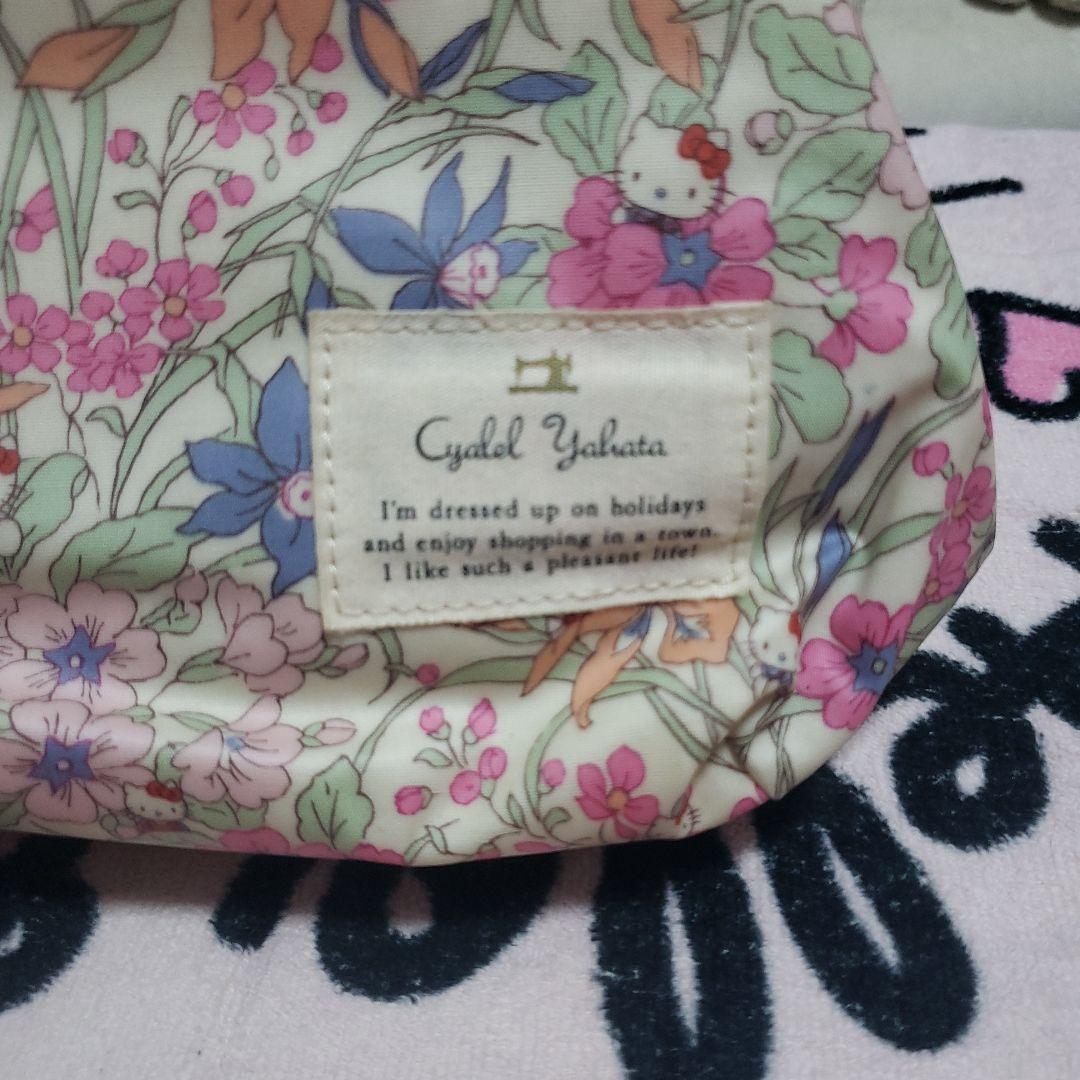 Cyalel Yahata
I'm dressed up on holidays
and enjoy shopping in a town.
I like such a pleasant life!